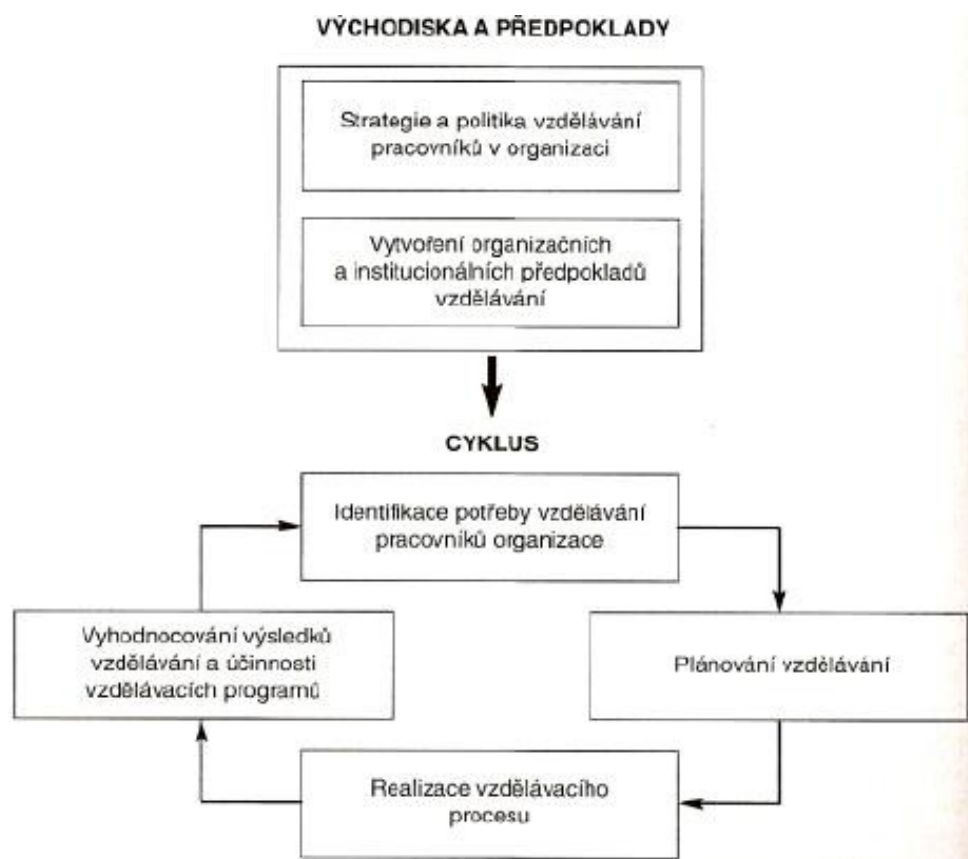 VÝCHODISKA A PŘEDPOKLADY
Strategie a politika vzdělávání
pracovníků v organizaci
Vytvoření organizačních
a institucionálních předpokladů
vzdělávání
CYKLUS
Identifikace potřeby vzdělávání
pracovníků organizace
Vyhodnocování výsledků
vzdělávání a účinnosti
vzdělávacích programů
Plánování vzdělávání
Realizace vzdělávacího
procesu